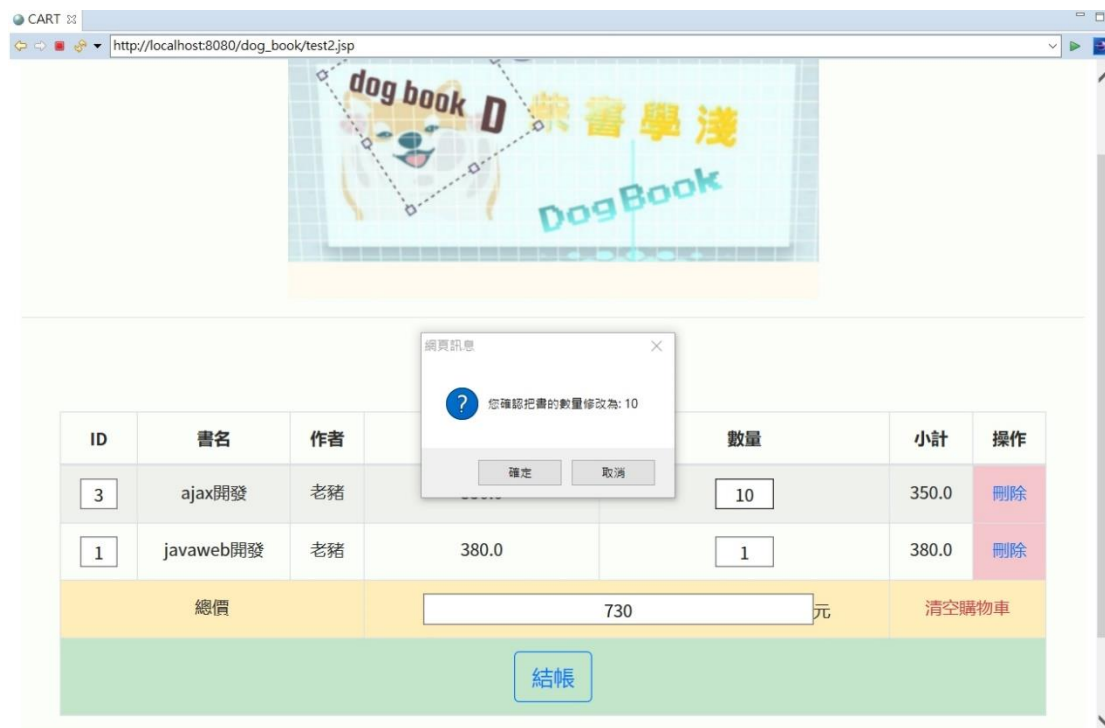 CART
http://localhost:8080/dog_book/test2.jsp
dog book D
柴書學淺
DogBook
網頁訊息
您確認把書的數量修改為: 10
確定 取消
ID 書名 作者 數量 小計 操作
3 ajax開發 老豬 10 350.0 刪除
1 javaweb開發 老豬 380.0 1 380.0 刪除
總價 730 元 清空購物車
結帳